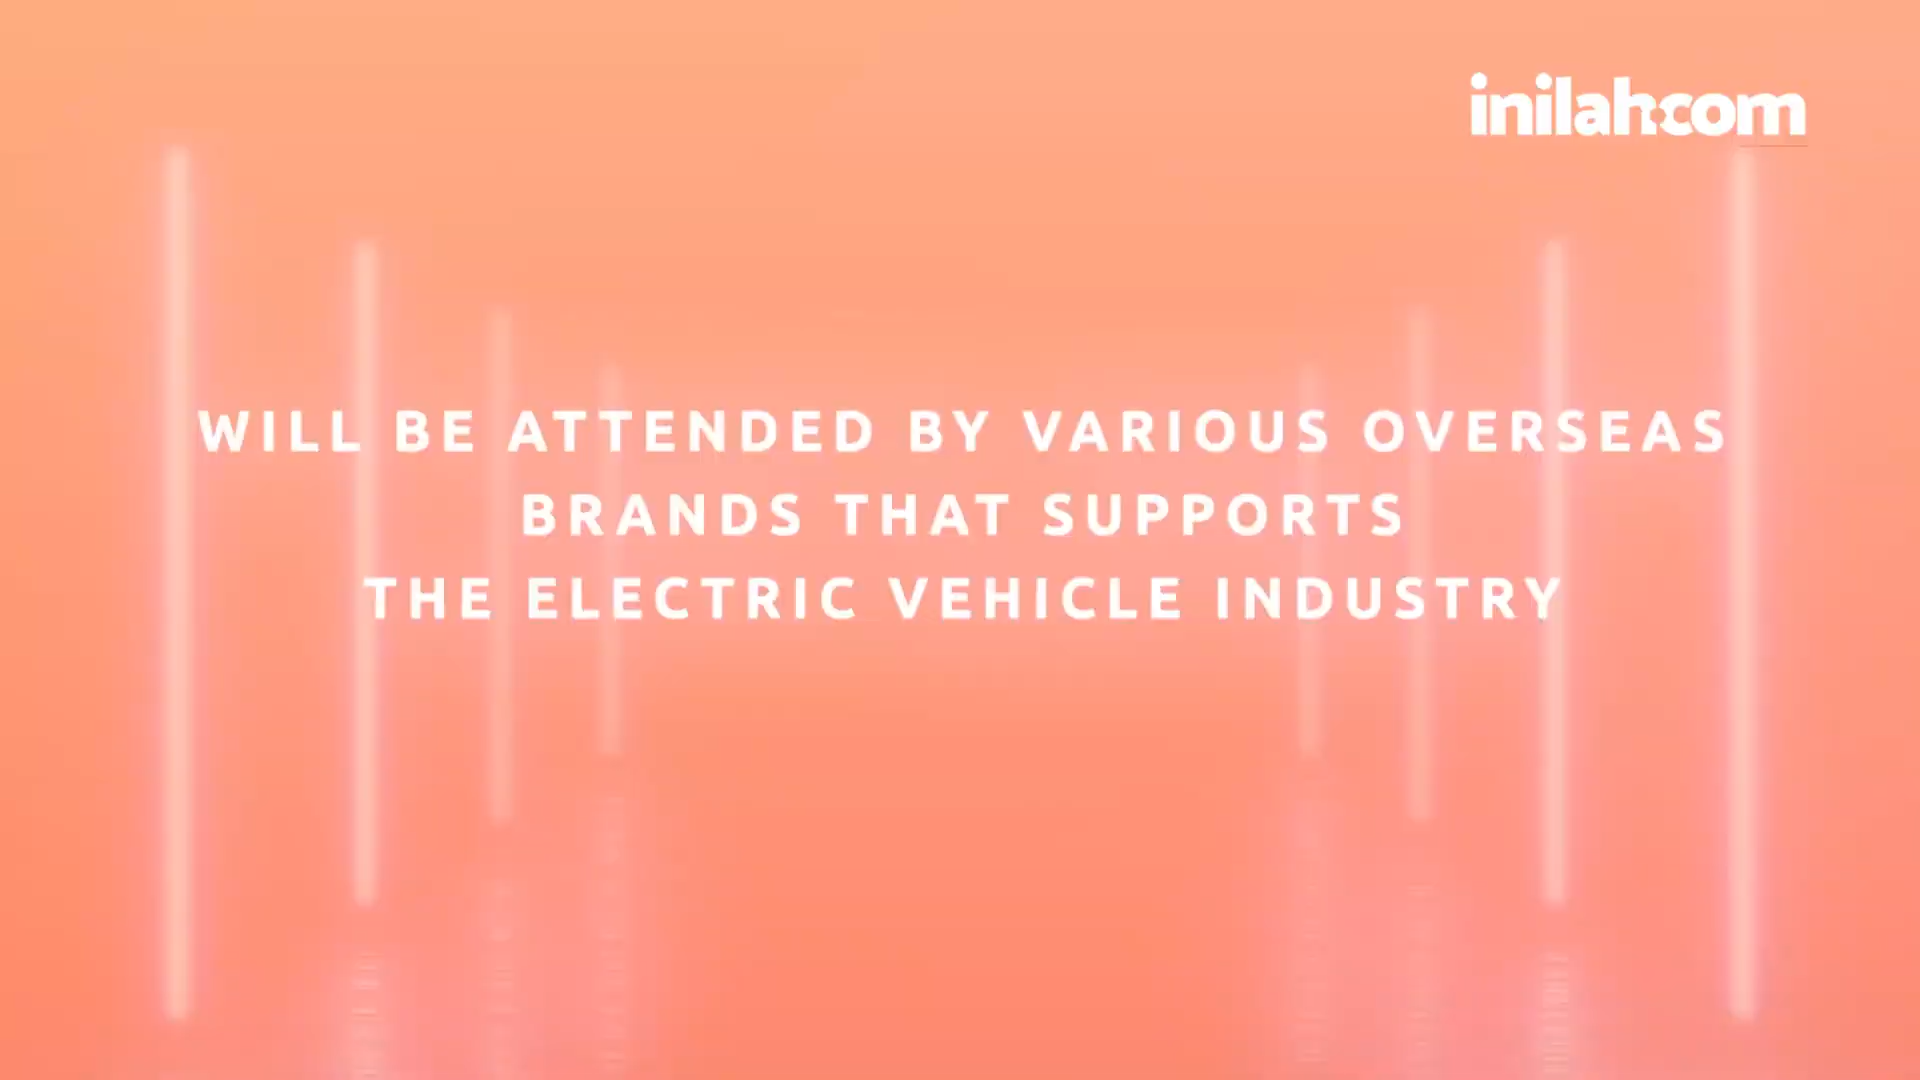 inilah.com
WILL BE ATTENDED BY VARIOUS OVERSEAS
BRANDS THAT SUPPORTS
THE ELECTRIC VEHICLE INDUSTRY